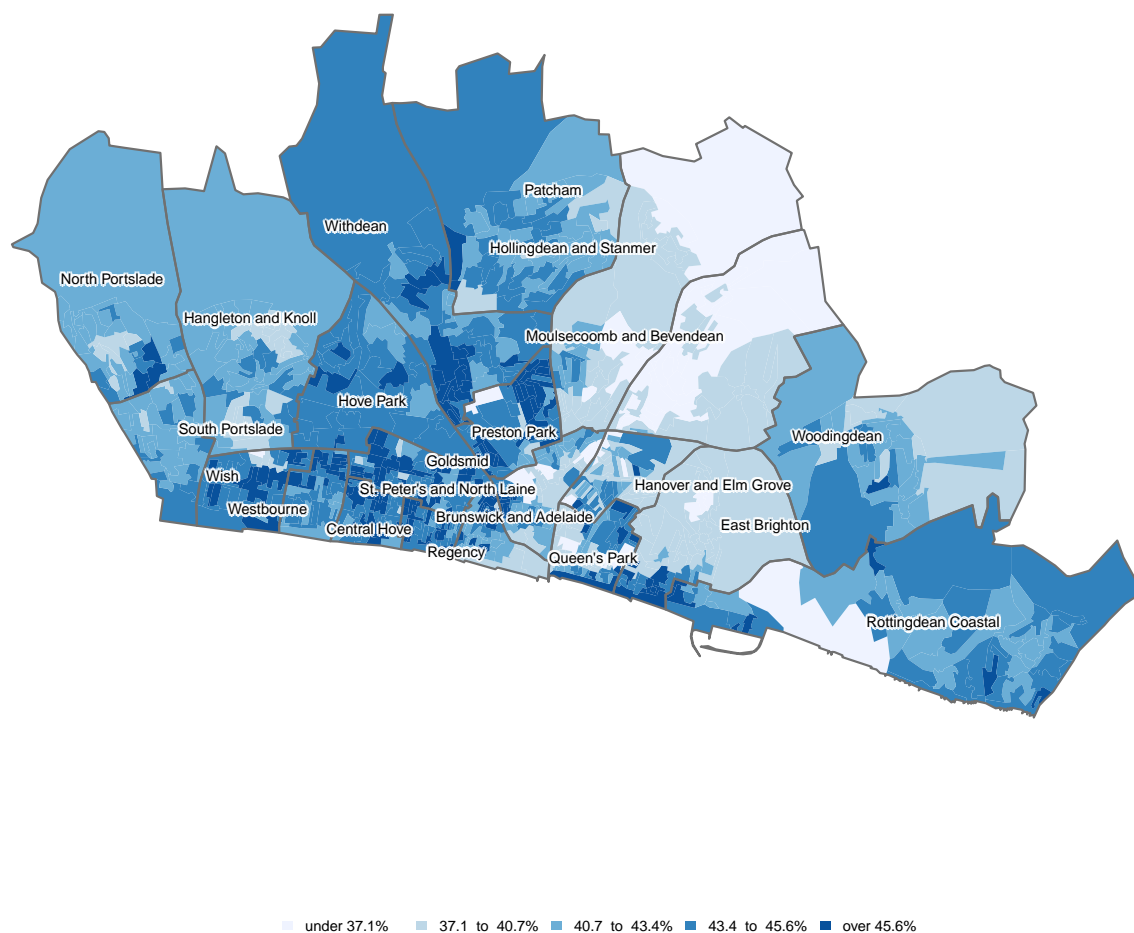 Patcham
Withdean
Hollingdean and Stanmer
North Portslade
Hangleton and Knoll
Moulsecoomb and Bevendean
Hove Park
South Portslade
Preston Park
Woodingdean
Goldsmid
Wish
St. Peter's and North Laine
Hanover and Elm Grove
Westbourne
Brunswick and Adelaide
East Brighton
Central Hove
Regency
Queen's Park
Rottingdean Coastal
under 37.1% 37.1 to 40.7% 40.7 to 43.4% 43.4 to 45.6% over 45.6%